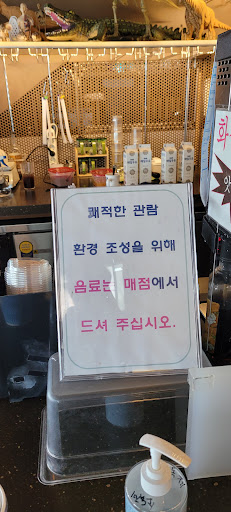 쾌적한 관람
환경 조성을 위해
음료는 매점에서
드셔 주십시오.